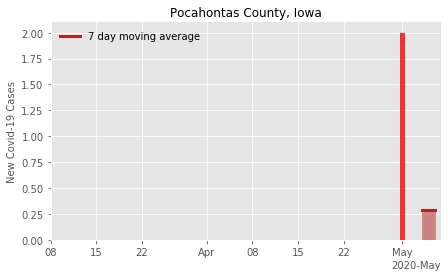 Pocahontas County, Iowa
7 day moving average
New Covid-19 Cases
2.00
1.75
1.50
1.25
1.00
0.75
0.50
0.25
0.00
08 15 22 Apr 08 15 22 May
2020-May